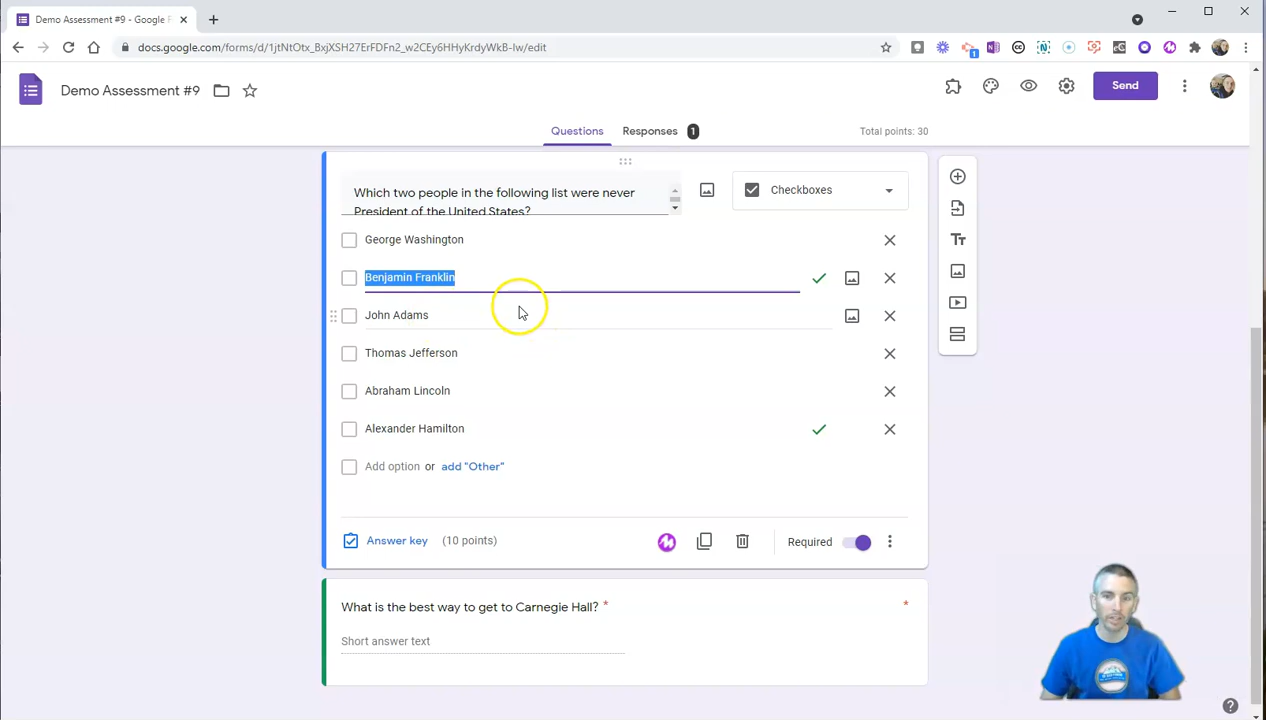 Demo Assessment #9 - Google F
docs.google.com/forms/d/1jtNtOtx_BxjXSH27ErFDFn2_w2CEy6HHyKrdyWkB-lw/edit
1
Demo Assessment #9
Send
Questions
Responses 1
Total points: 30
Which two people in the following list were never
President of the United States?
Checkboxes
George Washington
Benjamin Franklin
John Adams
Thomas Jefferson
Abraham Lincoln
Alexander Hamilton
Add option or add "Other"
Answer key (10 points)
Required
What is the best way to get to Carnegie Hall? *
*
Short answer text